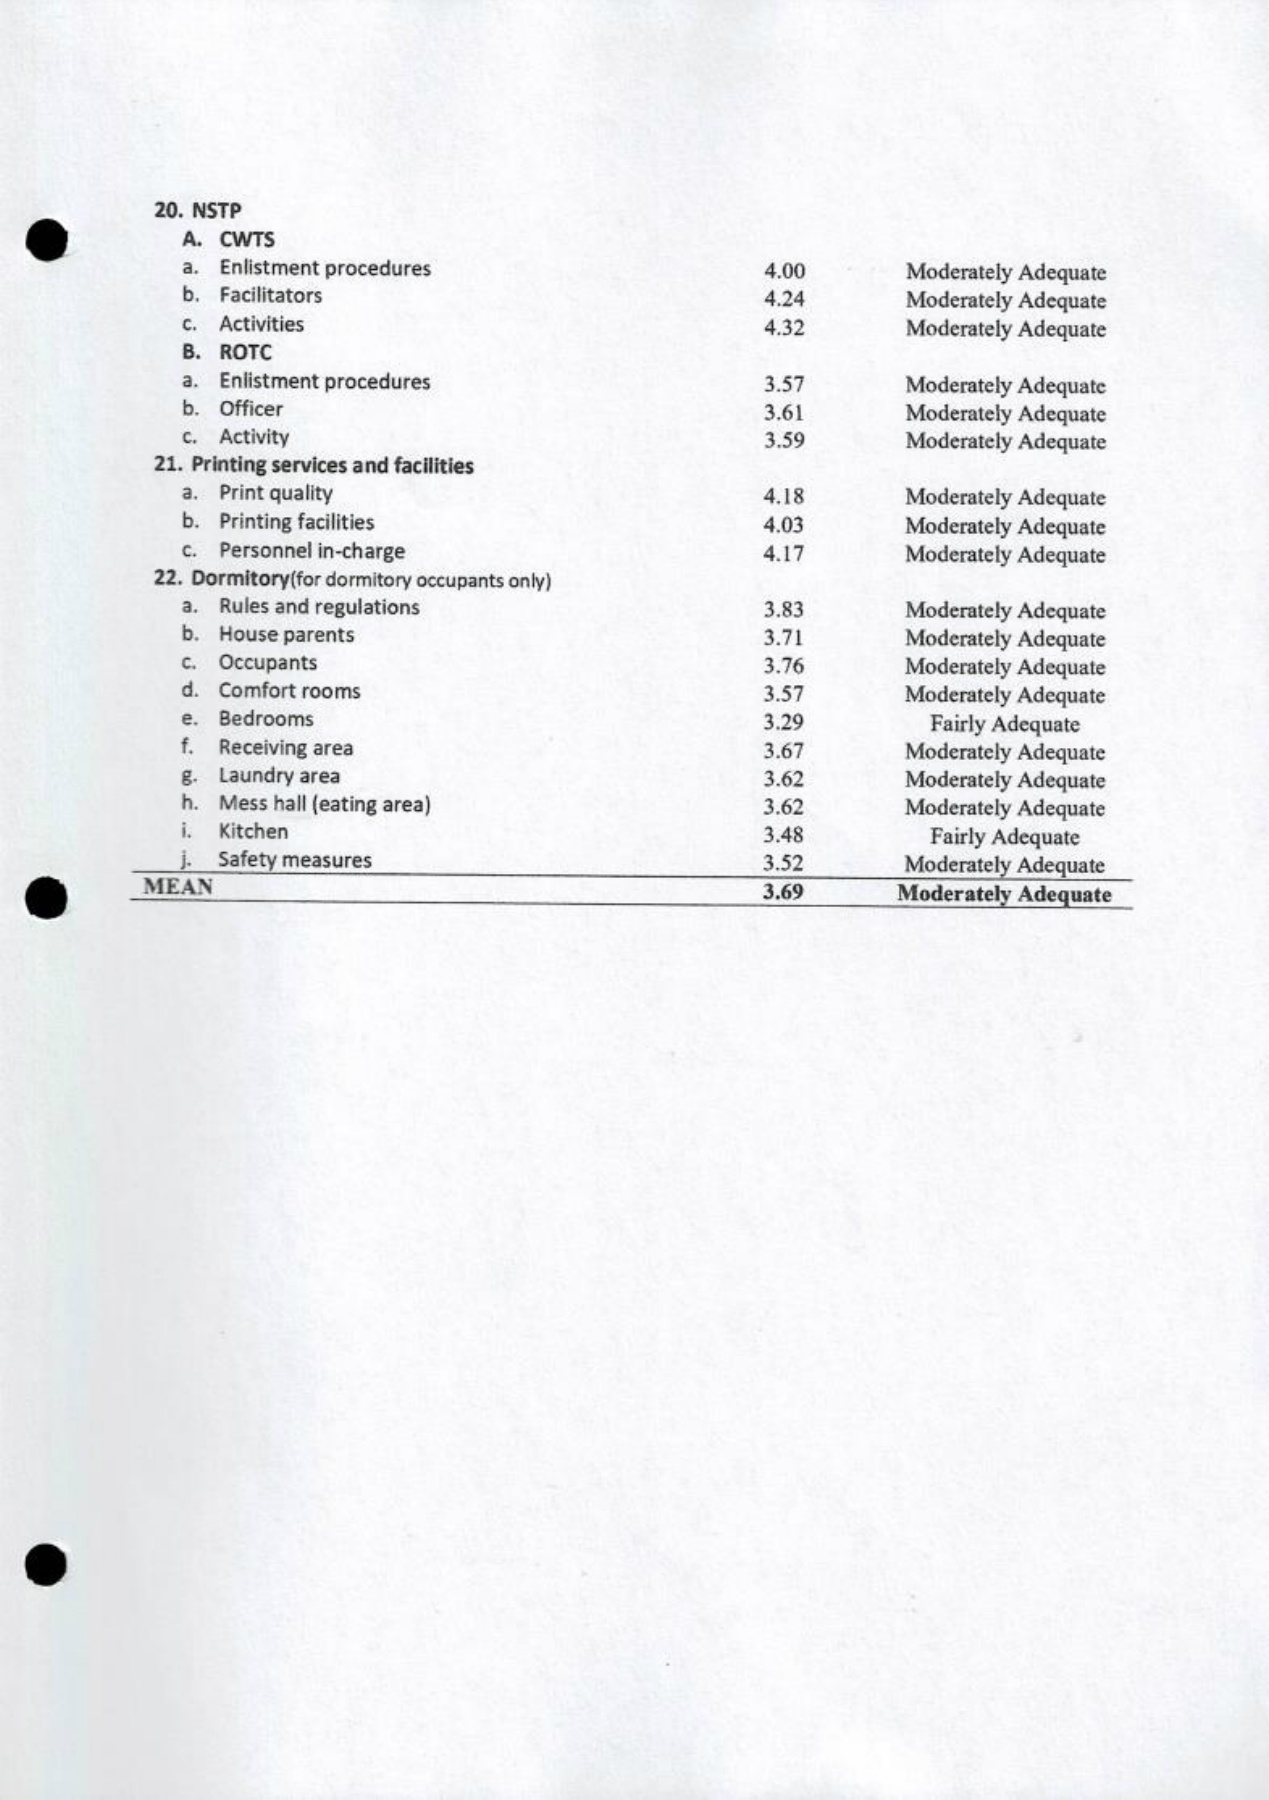 20. NSTP
A. CWTS
a. Enlistment procedures 4.00 Moderately Adequate
b. Facilitators 4.24 Moderately Adequate
c. Activities 4.32 Moderately Adequate
B. ROTC
a. Enlistment procedures 3.57 Moderately Adequate
b. Officer 3.61 Moderately Adequate
c. Activity 3.59 Moderately Adequate
21. Printing services and facilities
a. Print quality 4.18 Moderately Adequate
b. Printing facilities 4.03 Moderately Adequate
c. Personnel in-charge 4.17 Moderately Adequate
22. Dormitory(for dormitory occupants only)
a. Rules and regulations 3.83 Moderately Adequate
b. House parents 3.71 Moderately Adequate
c. Occupants 3.76 Moderately Adequate
d. Comfort rooms 3.57 Moderately Adequate
e. Bedrooms 3.29 Fairly Adequate
f. Receiving area 3.67 Moderately Adequate
g. Laundry area 3.62 Moderately Adequate
h. Mess hall (eating area) 3.62 Moderately Adequate
i. Kitchen 3.48 Fairly Adequate
j. Safety measures 3.52 Moderately Adequate
MEAN 3.69 Moderately Adequate